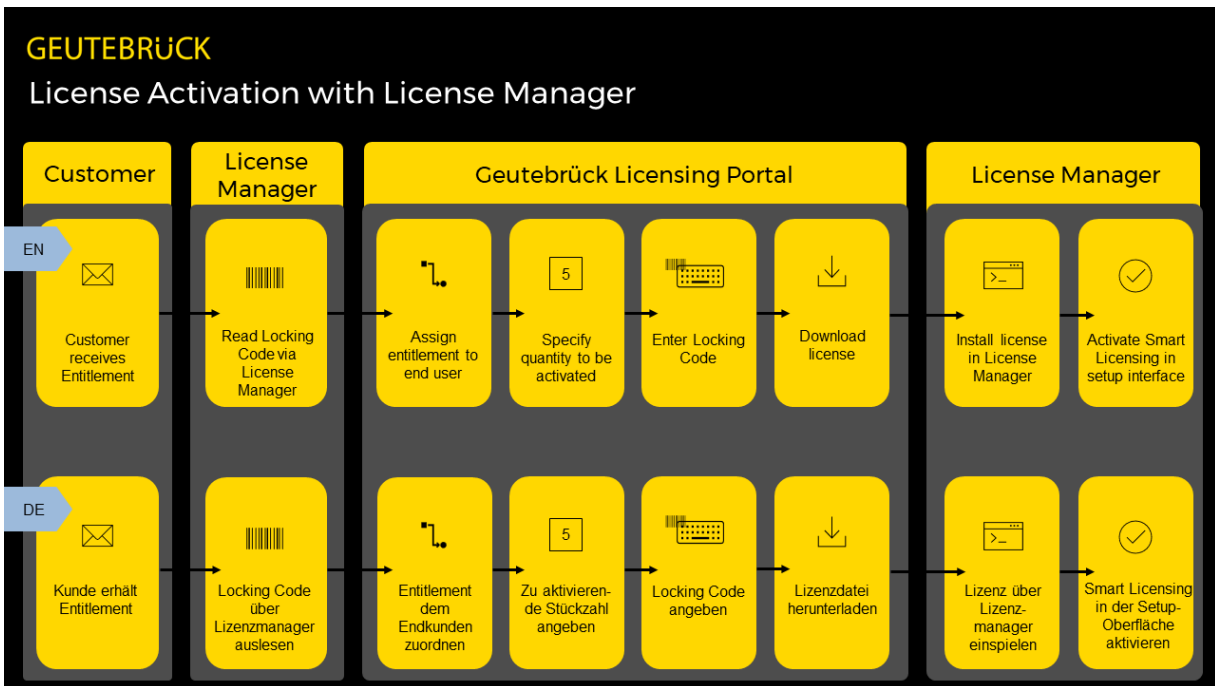 GEUTEBRÜCK
License Activation with License Manager
Customer
License
Manager
Geutebrück Licensing Portal
License Manager
EN
Customer
receives
Entitlement
Read Locking
Code via
License
Manager
Assign
entitlement to
end user
5
Specify
quantity to be
activated
Enter Locking
Code
Download
license
Install license
in License
Manager
Activate Smart
Licensing in
setup interface
DE
Kunde erhält
Entitlement
Locking Code
über
Lizenzmanager
auslesen
Entitlement
dem
Endkunden
zuordnen
5
Zu aktivieren-
de Stückzahl
angeben
Locking Code
angeben
Lizenzdatei
herunterladen
Lizenz über
Lizenz-
manager
einspielen
Smart Licensing
in der Setup-
Oberfläche
aktivieren